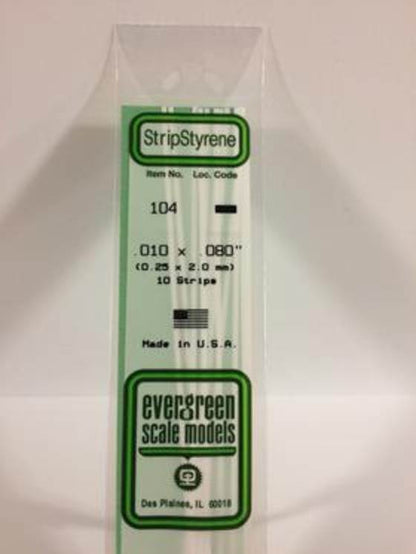 StripStyrene
Item No. Loc. Code
104
.010 x .080"
(0.25 x 2.0 mm)
10 Strips
Made in U.S.A.
evergreen
scale models
Des Plaines, IL 60018